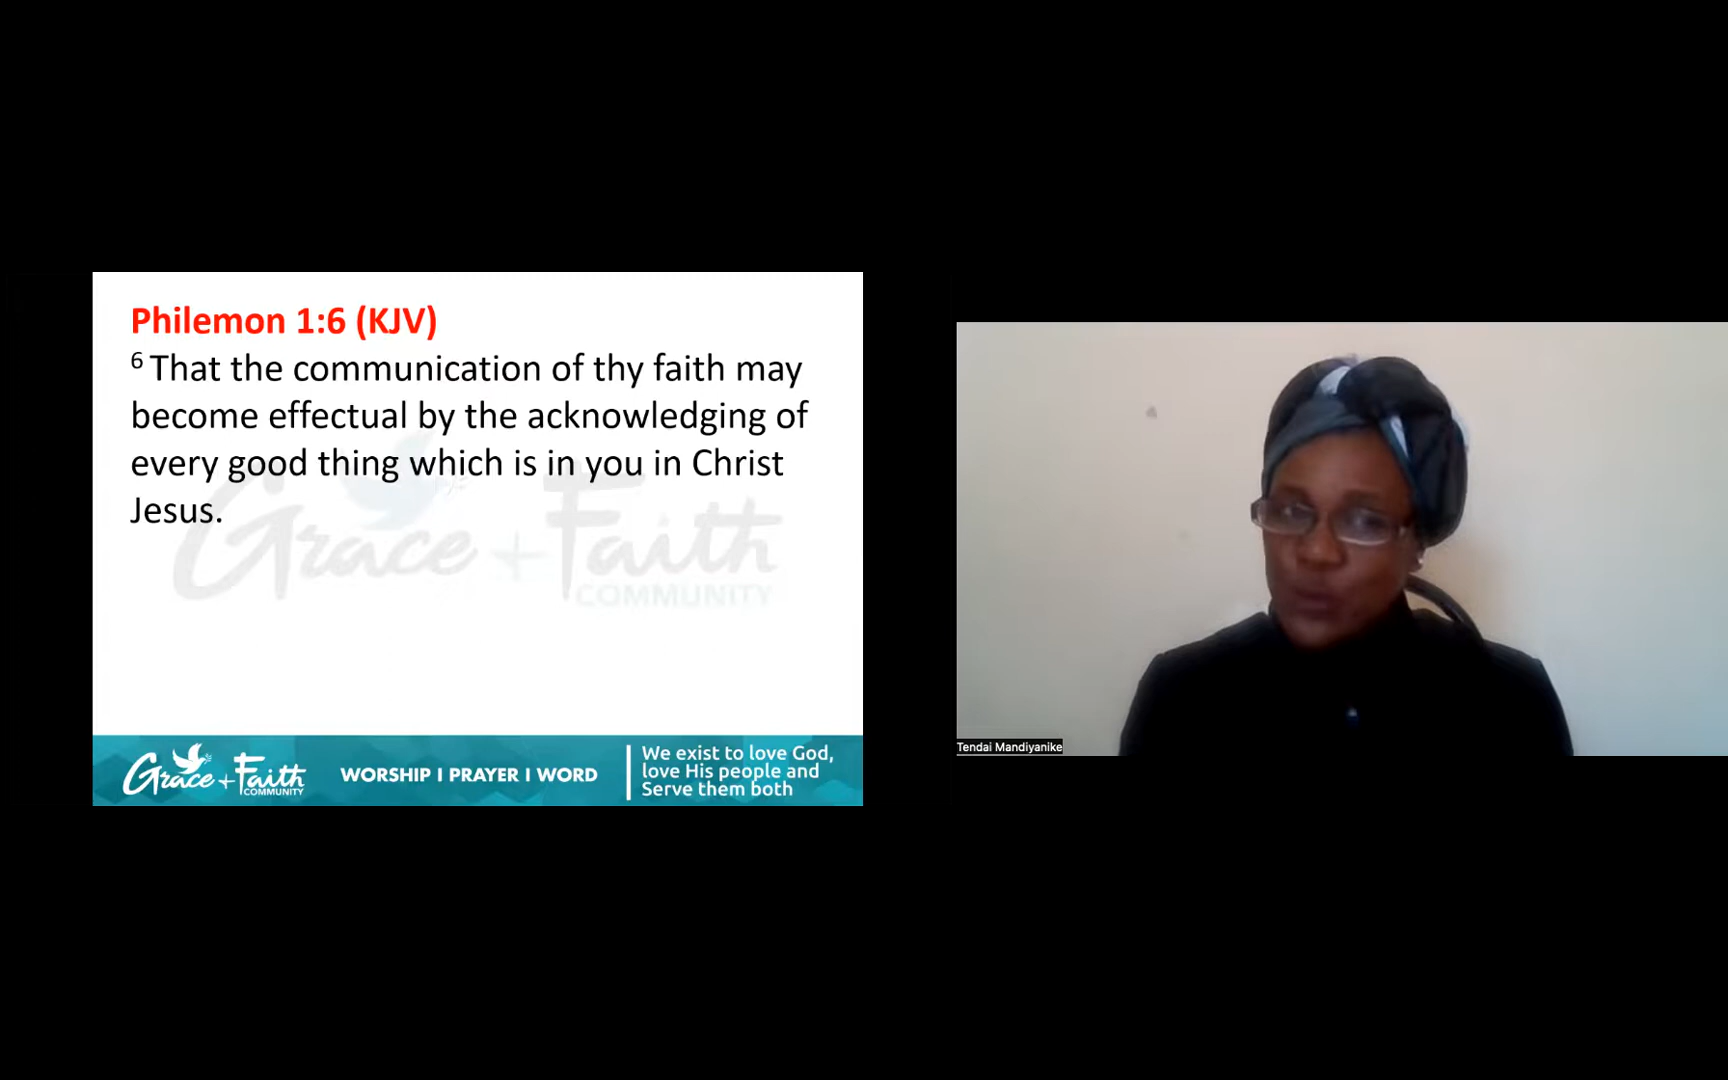 Philemon 1:6 (KJV)
6 That the communication of thy faith may
become effectual by the acknowledging of
every good thing which is in you in Christ
Jesus.
Grace + Faith
COMMUNITY
Grace + Faith
COMMUNITY
WORSHIP I PRAYER I WORD
We exist to love God,
love His people and
Serve them both
Tendai Mandiyanike